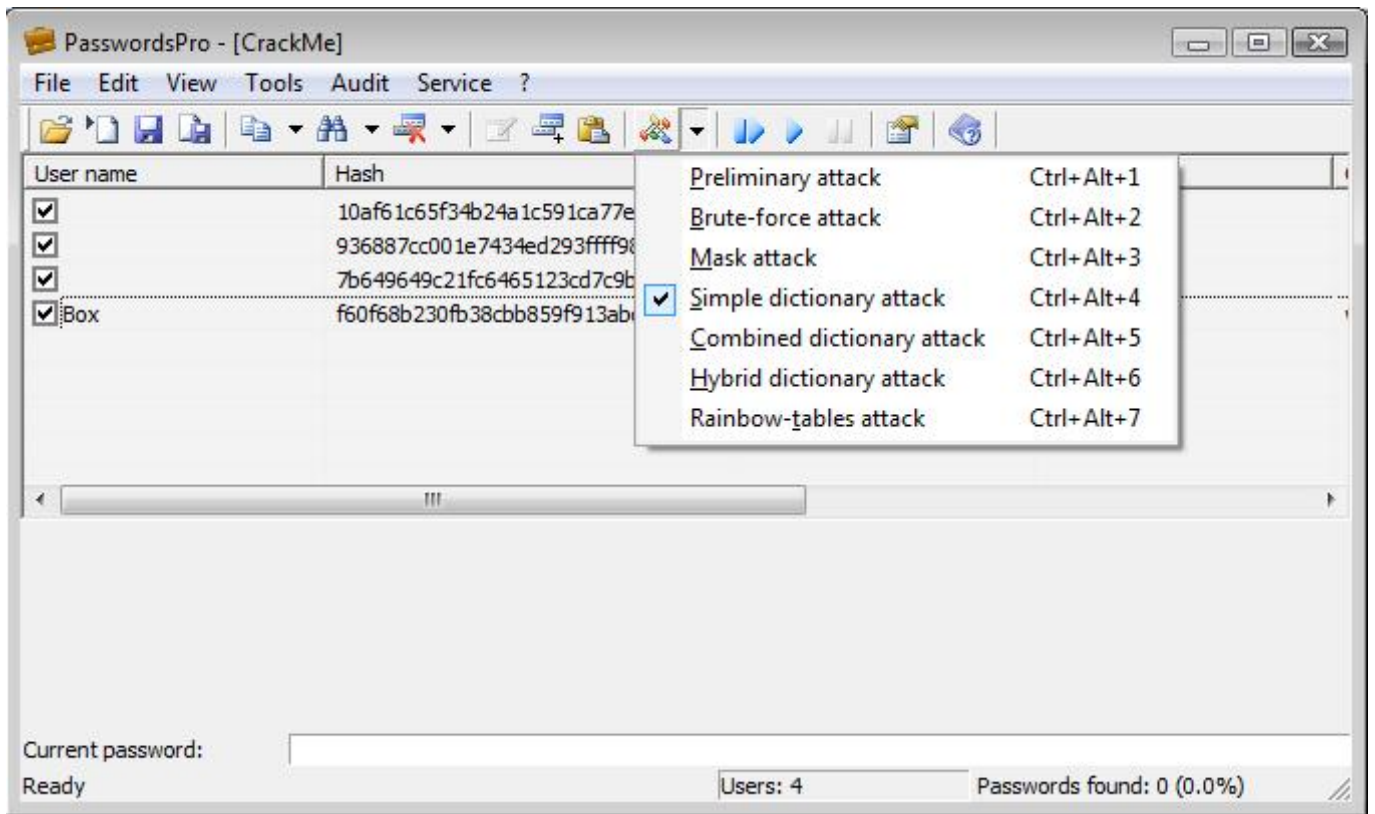 PasswordsPro - [CrackMe]
File Edit View Tools Audit Service ?
User name Hash
10af61c65f34b24a1c591ca77e
936887cc001e7434ed293ffff98
7b649649c21fc6465123cd7c9b
Box f60f68b230fb38cbb859f913ab
Preliminary attack Ctrl+Alt+1
Brute-force attack Ctrl+Alt+2
Mask attack Ctrl+Alt+3
Simple dictionary attack Ctrl+Alt+4
Combined dictionary attack Ctrl+Alt+5
Hybrid dictionary attack Ctrl+Alt+6
Rainbow-tables attack Ctrl+Alt+7
Current password:
Ready Users: 4 Passwords found: 0 (0.0%)